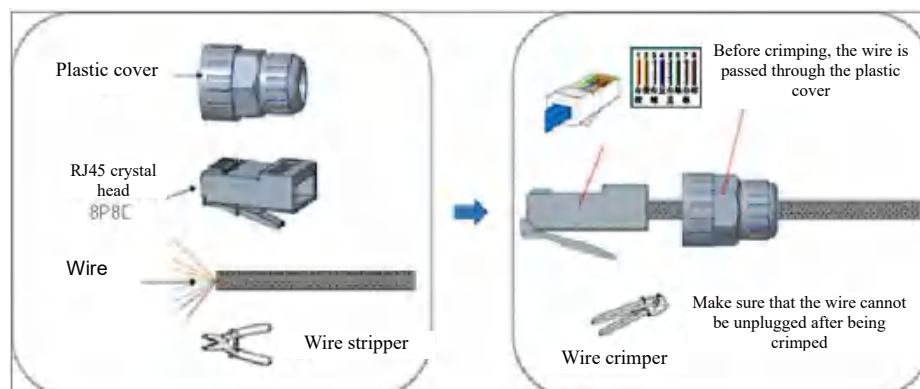 Plastic cover
RJ45 crystal
head
8P8C
Wire
Wire stripper
Before crimping, the wire is
passed through the plastic
cover
Make sure that the wire cannot
be unplugged after being
crimped
Wire crimper